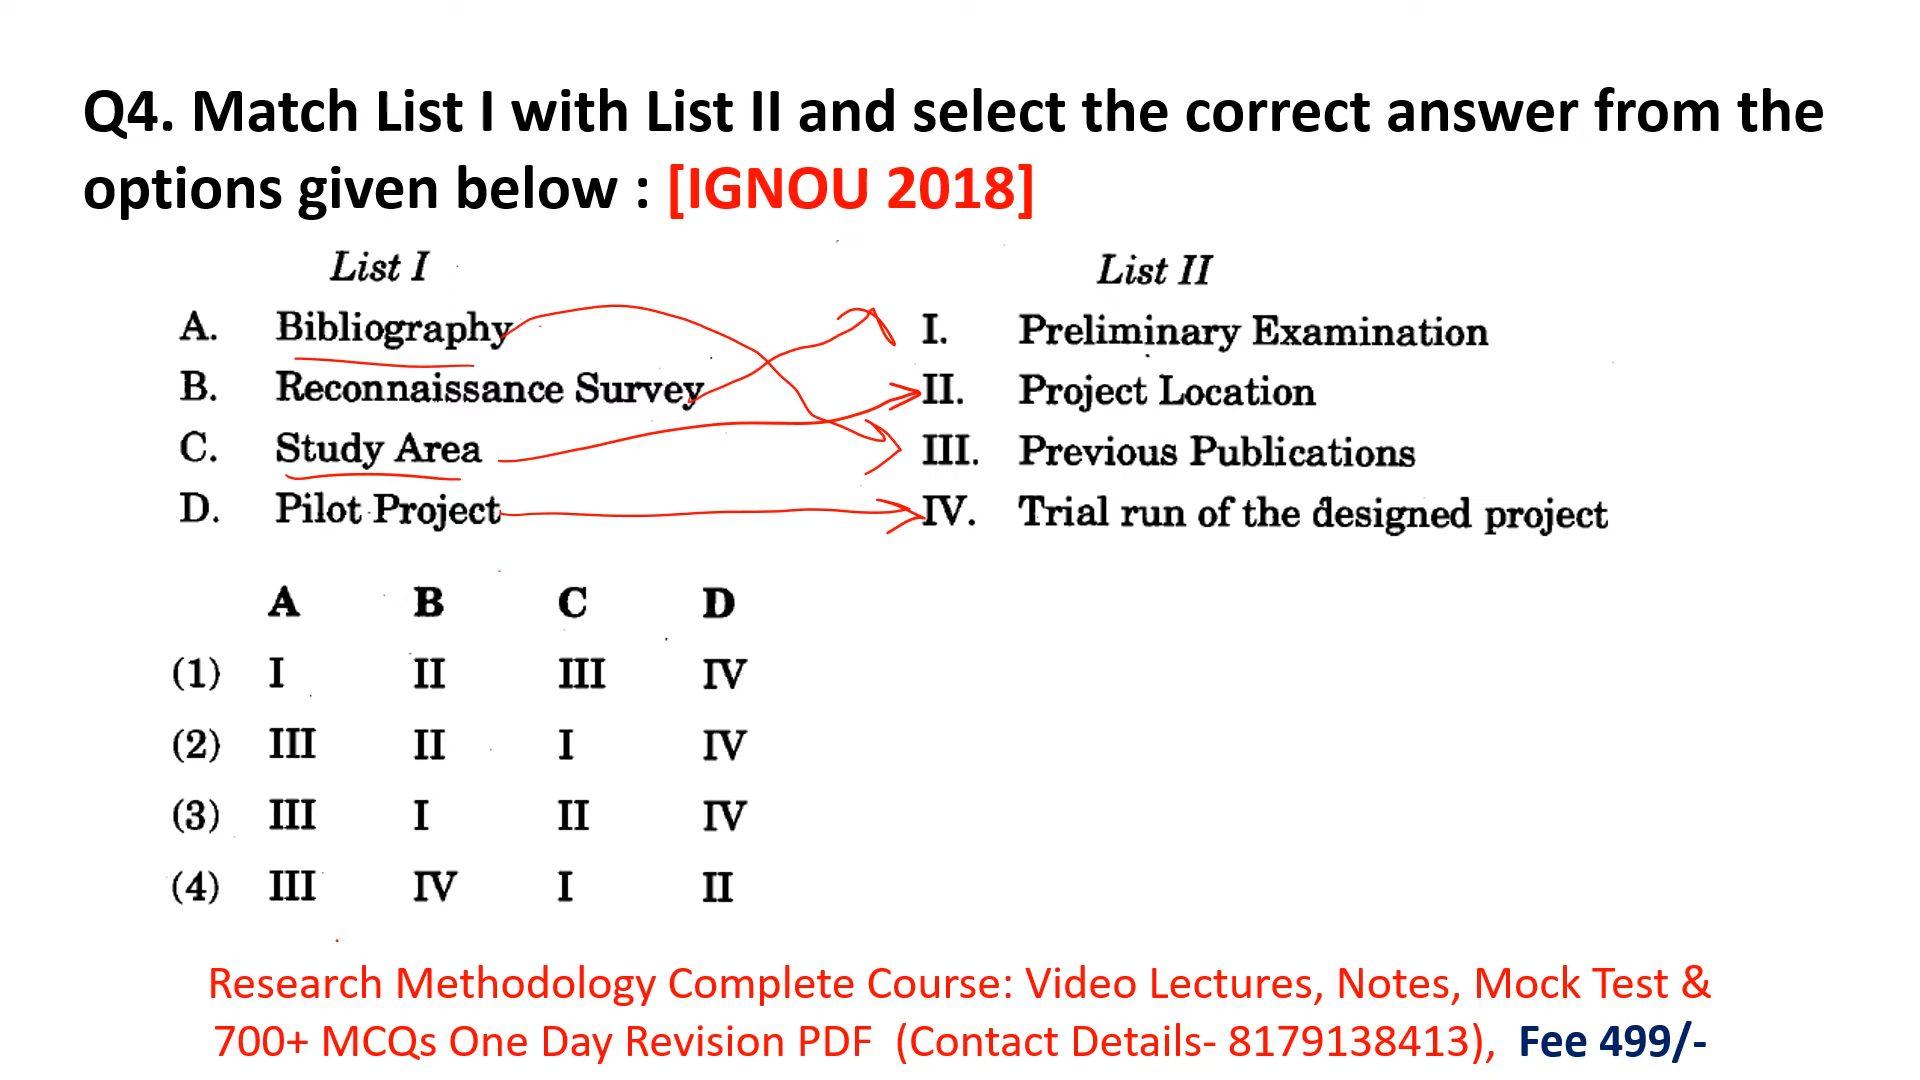 Q4. Match List I with List II and select the correct answer from the
options given below : [IGNOU 2018]
List I List II
A. Bibliography I. Preliminary Examination
B. Reconnaissance Survey II. Project Location
C. Study Area III. Previous Publications
D. Pilot Project IV. Trial run of the designed project
A B C D
(1) I II III IV
(2) III II I IV
(3) III I II IV
(4) III IV I II
Research Methodology Complete Course: Video Lectures, Notes, Mock Test &
700+ MCQs One Day Revision PDF (Contact Details- 8179138413), Fee 499/-